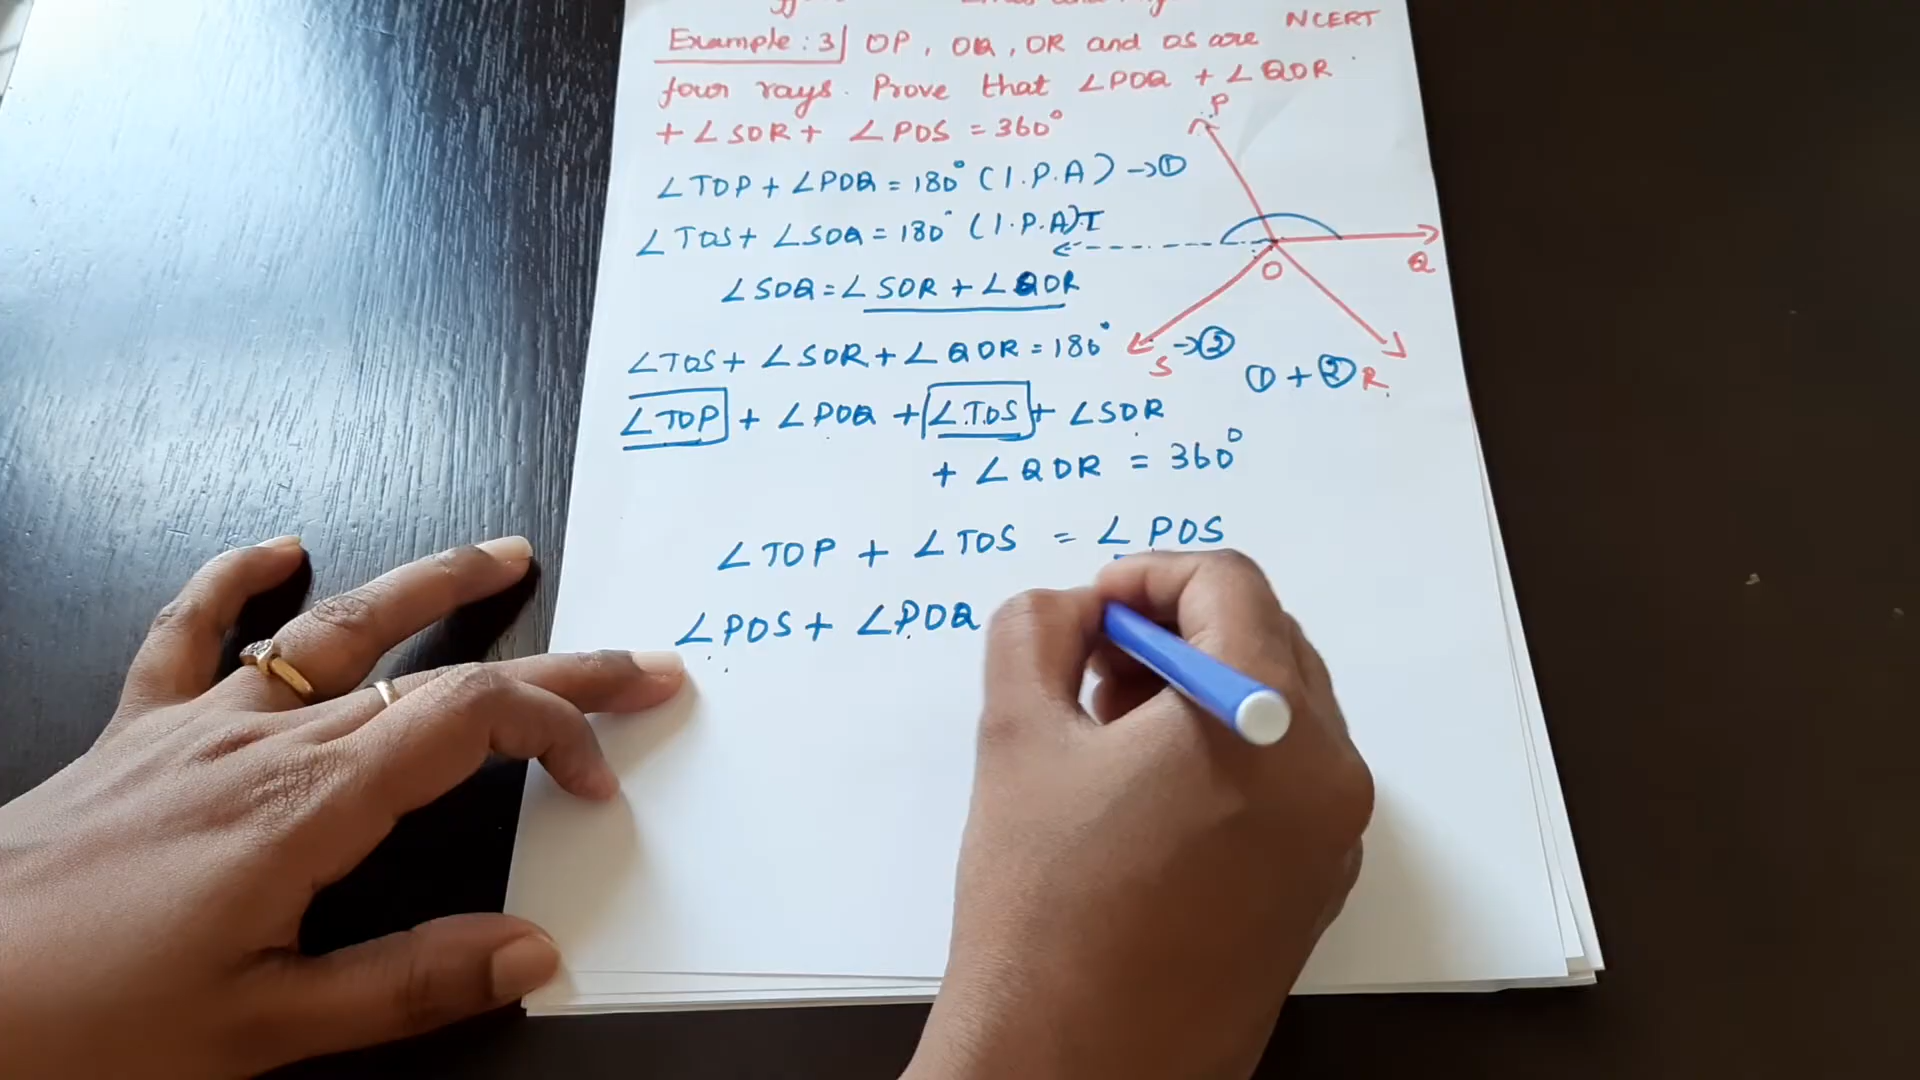 NCERT
Example: 3 OP, OQ, OR and OS are
four rays. Prove that ∠POQ + ∠QOR
+ ∠SOR + ∠POS = 360°
∠TOP + ∠POQ = 180° (I.P.A) → ①
∠TOS + ∠SOQ = 180° (I.P.A)
∠SOQ = ∠SOR + ∠QOR
∠TOS + ∠SOR + ∠QOR = 180° → ②
① + ②
∠TOP + ∠POQ + ∠TOS + ∠SOR
+ ∠QOR = 360°
∠TOP + ∠TOS = ∠POS
∠POS + ∠POQ
P
T
O
Q
S
R